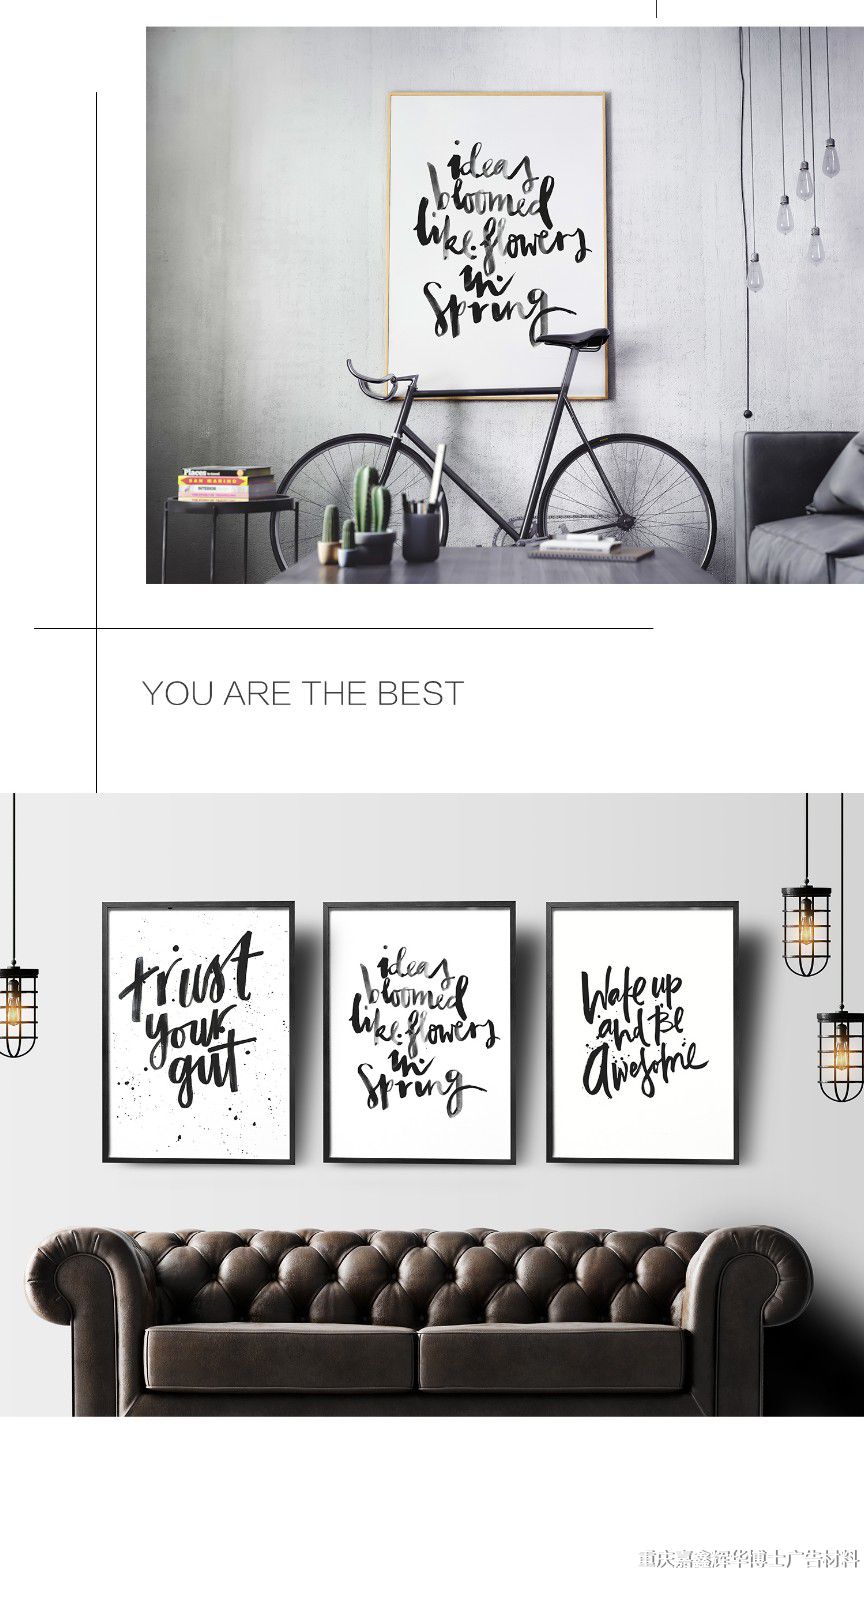 ideas
bloomed
like flowers
in
Spring
Places
SAN MARINO
INTERIOR
YOU ARE THE BEST
trust
your
gut.
ideas
bloomed
like flowers
in
Spring
Wake up
and Be
Awesome
重庆嘉鑫辉华博士广告材料